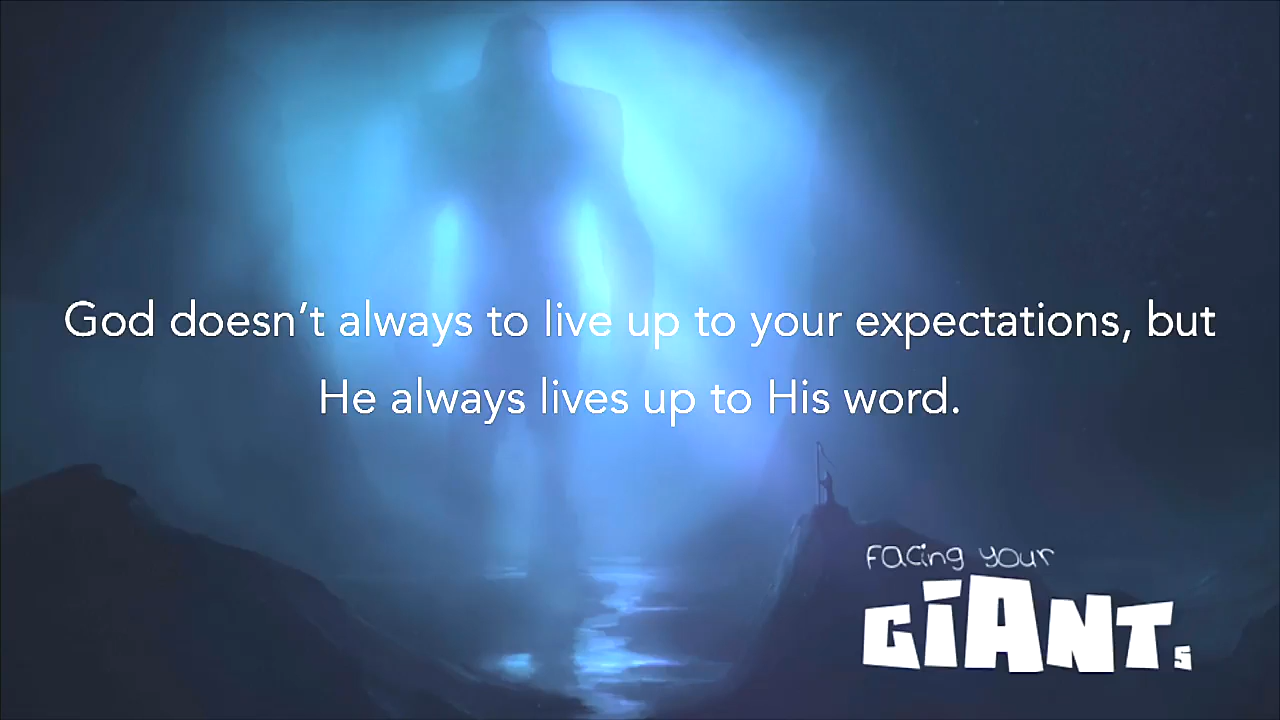 God doesn’t always to live up to your expectations, but
He always lives up to His word.
Facing your
GiANTs